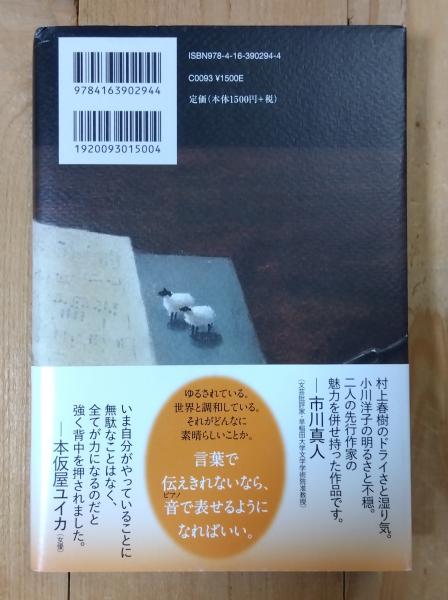 ISBN978-4-16-390294-4
C0093 ¥1500E
定価(本体1500円+税)
9784163902944
1920093015004
村上春樹のドライさと湿り気。
小川洋子の明るさと不穏。
二人の先行作家の
魅力を併せ持った作品です。
―市川真人
(文芸批評家・早稲田大学文学学術院准教授)
ゆるされている。
世界と調和している。
それがどんなに
素晴らしいことか。
言葉で
伝えきれないなら、
ピアノ
音で表せるように
なればいい。
いま自分がやっていることに
無駄なことはなく、
全てが力になるのだと
強く背中を押されました。
―本仮屋ユイカ(女優)